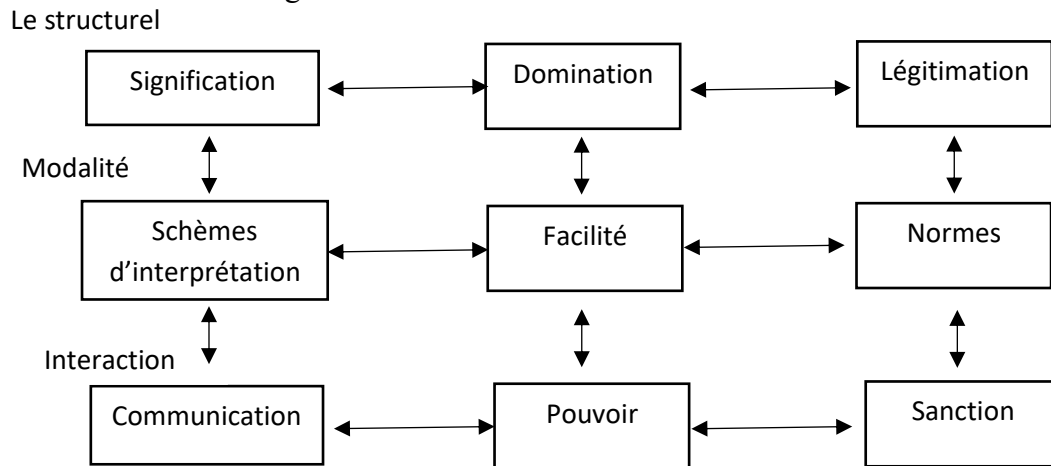 Le structurel
Signification
Domination
Légitimation
Modalité
Schèmes
d’interprétation
Facilité
Normes
Interaction
Communication
Pouvoir
Sanction